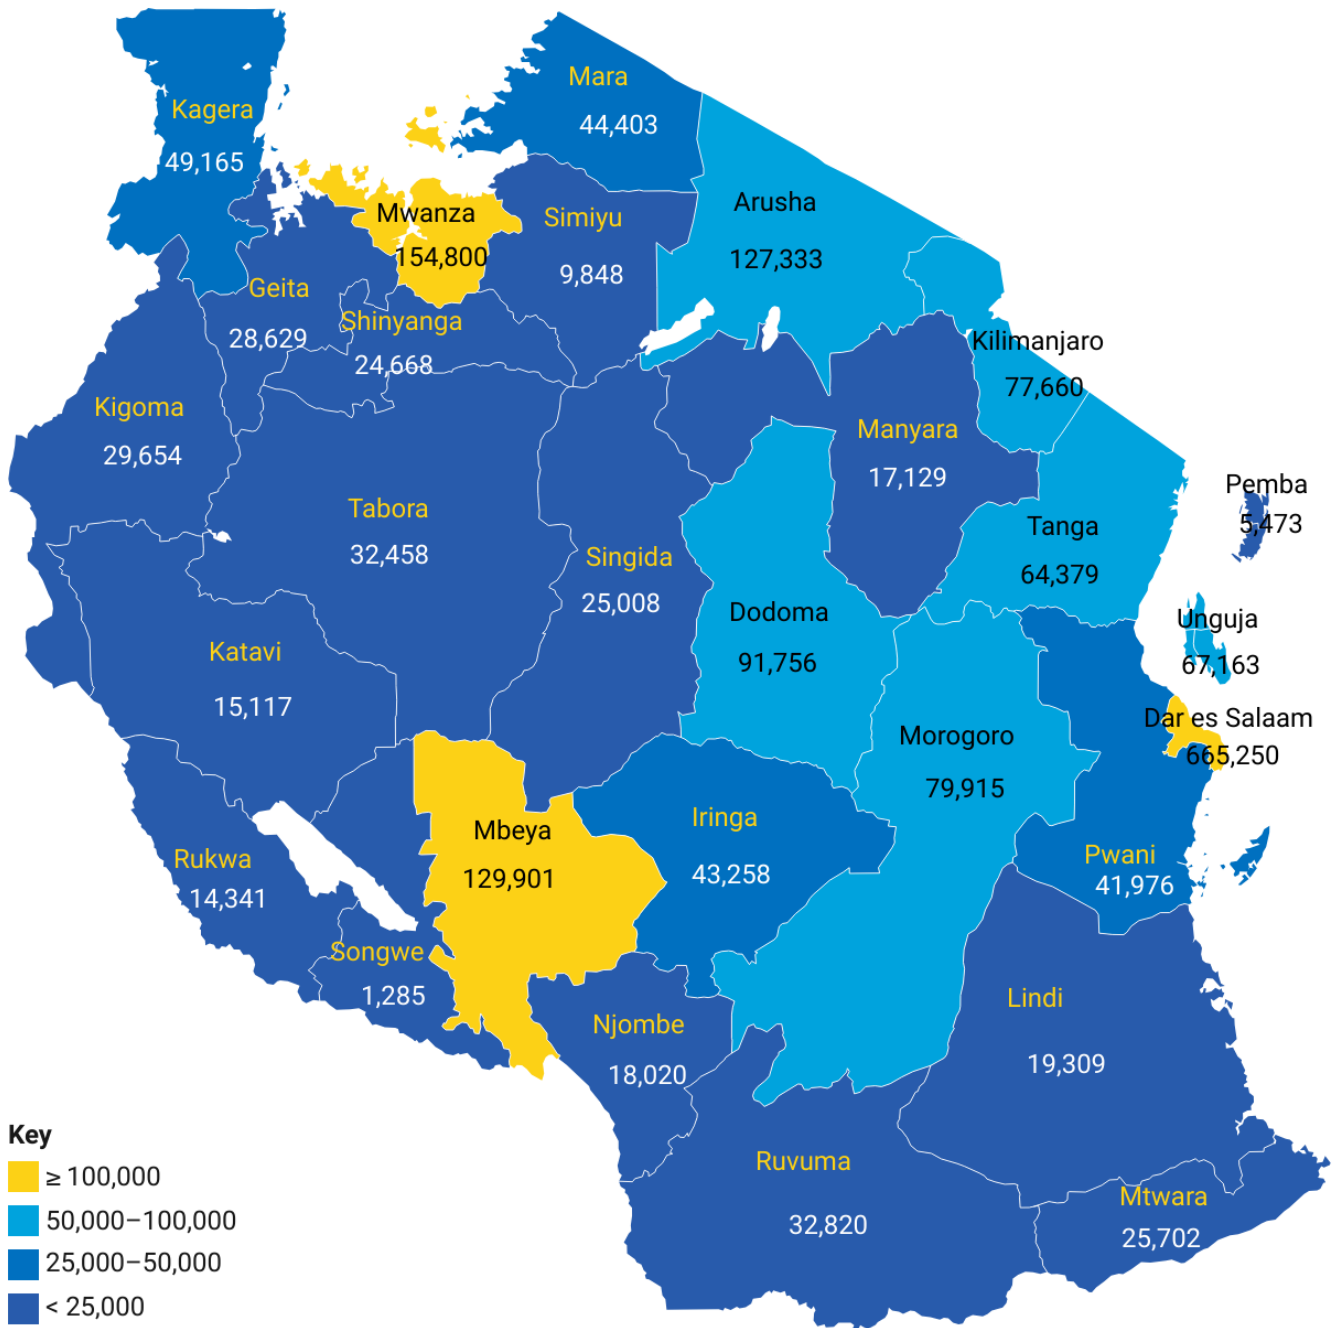 Mara
44,403
Kagera
49,165
Arusha
127,333
Mwanza
154,800
Simiyu
9,848
Geita
28,629
Shinyanga
24,668
Kilimanjaro
77,660
Kigoma
29,654
Manyara
17,129
Pemba
5,473
Tabora
32,458
Tanga
64,379
Singida
25,008
Dodoma
91,756
Unguja
67,163
Katavi
15,117
Dar es Salaam
665,250
Morogoro
79,915
Mbeya
129,901
Iringa
43,258
Rukwa
14,341
Pwani
41,976
Songwe
1,285
Njombe
18,020
Lindi
19,309
Ruvuma
32,820
Mtwara
25,702
Key
≥ 100,000
50,000–100,000
25,000–50,000
< 25,000